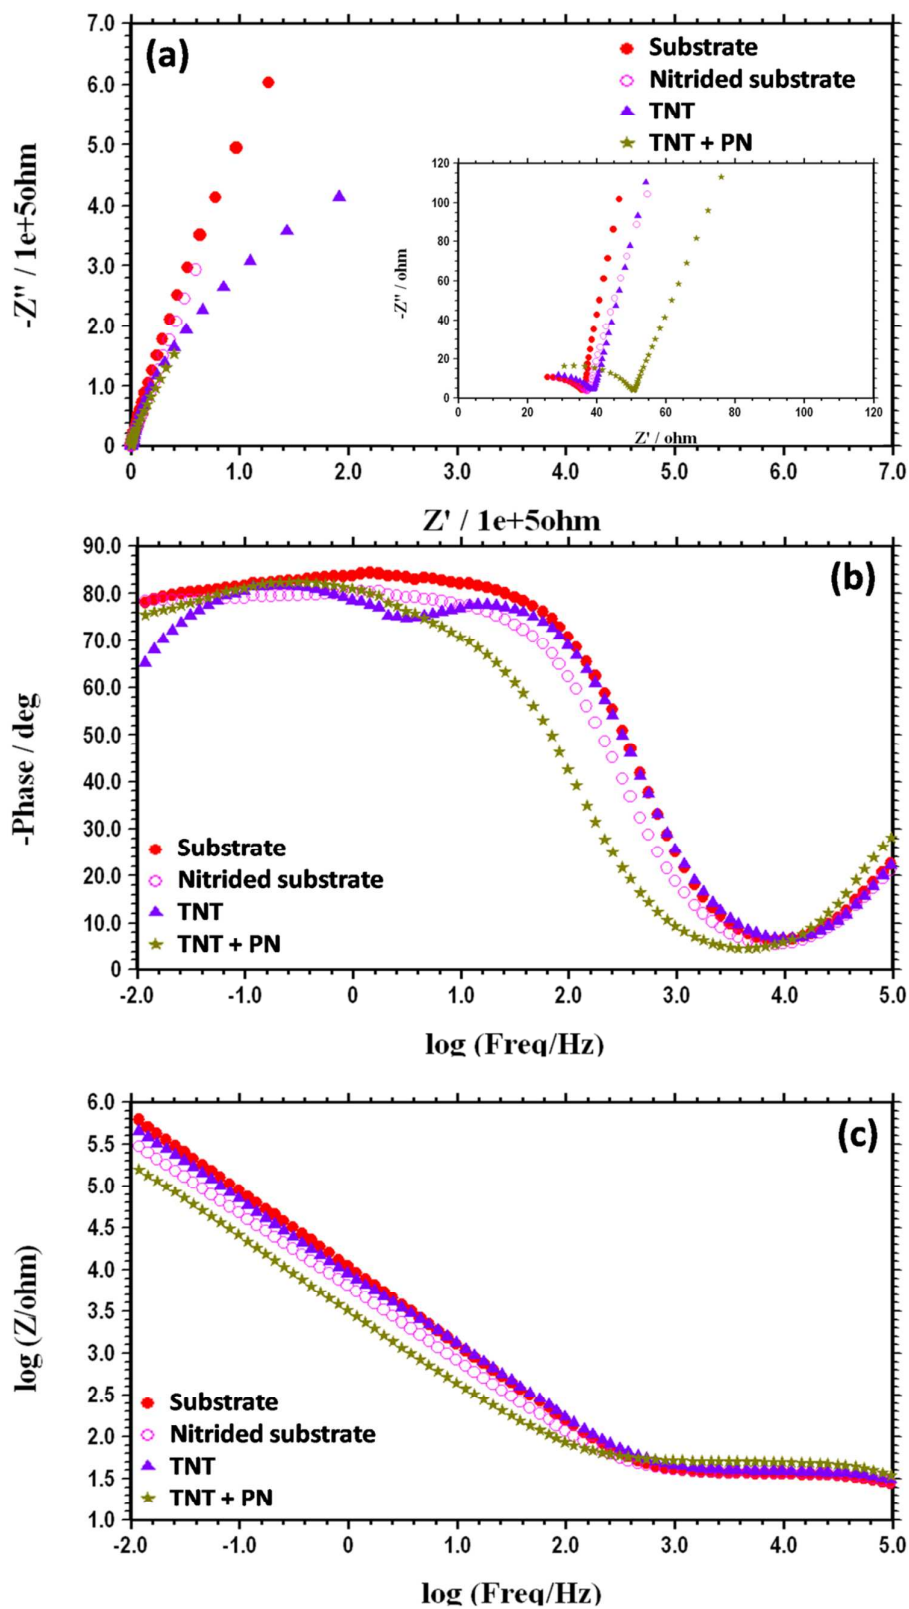 (a)
7.0
6.0
5.0
4.0
3.0
2.0
1.0
0
-Z'' / 1e+5ohm
Substrate
Nitrided substrate
TNT
TNT + PN
120
100
80
60
40
20
0
-Z'' / ohm
0 20 40 60 80 100 120
Z' / ohm
0 1.0 2.0 3.0 4.0 5.0 6.0 7.0
Z' / 1e+5ohm
(b)
90.0
80.0
70.0
60.0
50.0
40.0
30.0
20.0
10.0
0
-Phase / deg
Substrate
Nitrided substrate
TNT
TNT + PN
-2.0 -1.0 0 1.0 2.0 3.0 4.0 5.0
log (Freq/Hz)
(c)
6.0
5.5
5.0
4.5
4.0
3.5
3.0
2.5
2.0
1.5
1.0
log (Z/ohm)
Substrate
Nitrided substrate
TNT
TNT + PN
-2.0 -1.0 0 1.0 2.0 3.0 4.0 5.0
log (Freq/Hz)